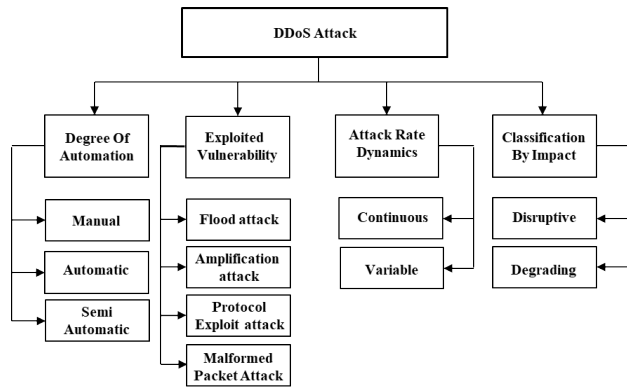 DDoS Attack
Degree Of
Automation
Exploited
Vulnerability
Attack Rate
Dynamics
Classification
By Impact
Manual
Automatic
Semi
Automatic
Flood attack
Amplification
attack
Protocol
Exploit attack
Malformed
Packet Attack
Continuous
Variable
Disruptive
Degrading